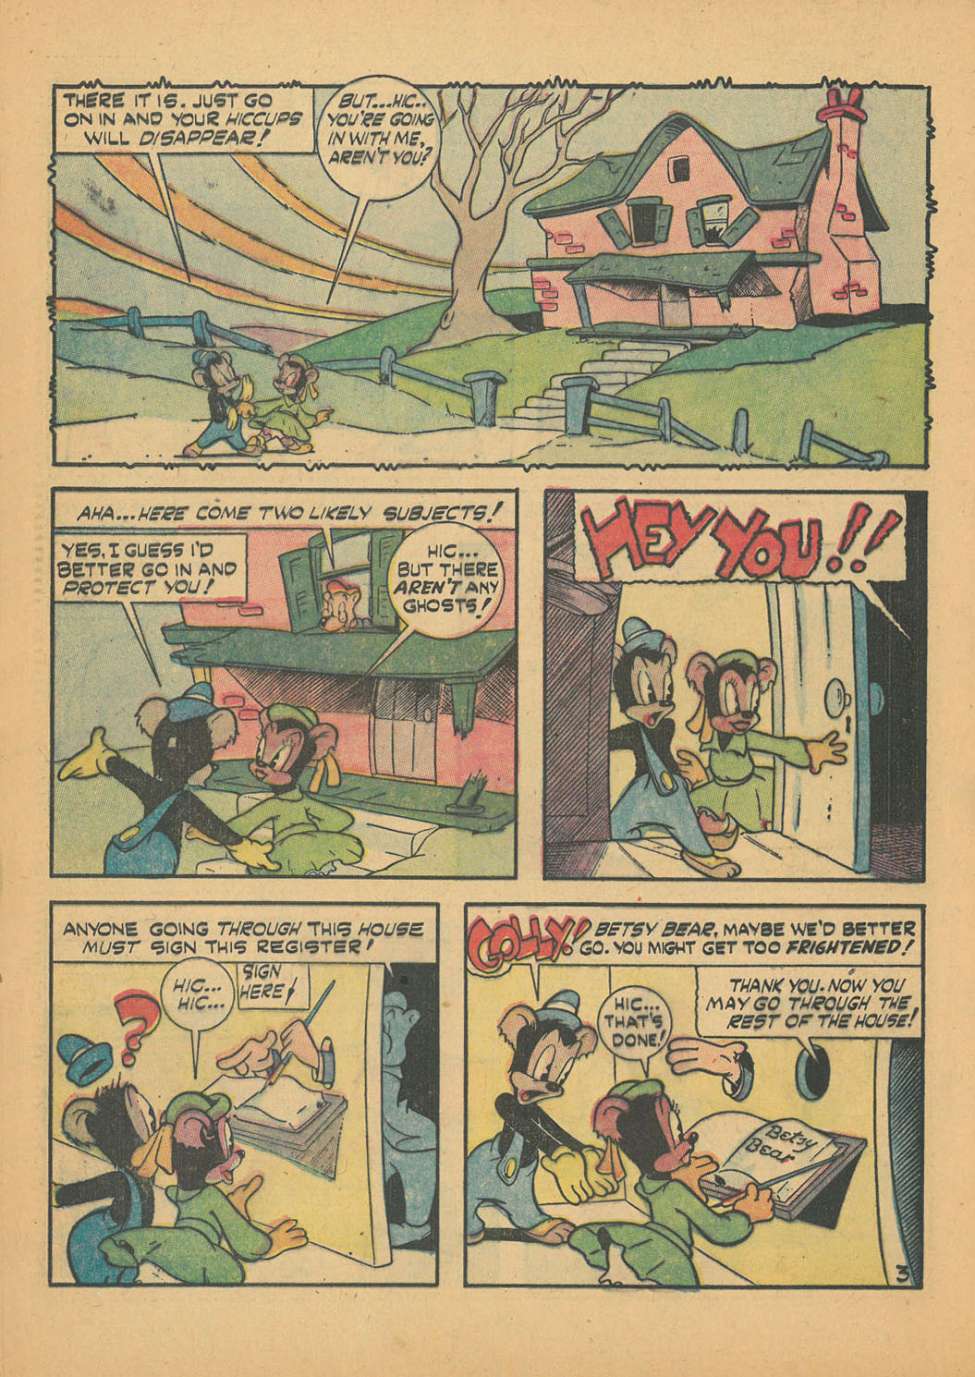 THERE IT IS. JUST GO
ON IN AND YOUR HICCUPS
WILL DISAPPEAR!
BUT...HIC..
YOU'RE GOING
IN WITH ME,
AREN'T YOU?
AHA...HERE COME TWO LIKELY SUBJECTS!
YES, I GUESS I'D
BETTER GO IN AND
PROTECT YOU!
HIC...
BUT THERE
AREN'T ANY
GHOSTS!
HEY YOU!!
ANYONE GOING THROUGH THIS HOUSE
MUST SIGN THIS REGISTER!
?
HIC...
HIC...
SIGN
HERE!
GOLLY! BETSY BEAR, MAYBE WE'D BETTER
GO. YOU MIGHT GET TOO FRIGHTENED!
HIC...
THAT'S
DONE!
THANK YOU. NOW YOU
MAY GO THROUGH THE
REST OF THE HOUSE!
Betsy
Bear
3